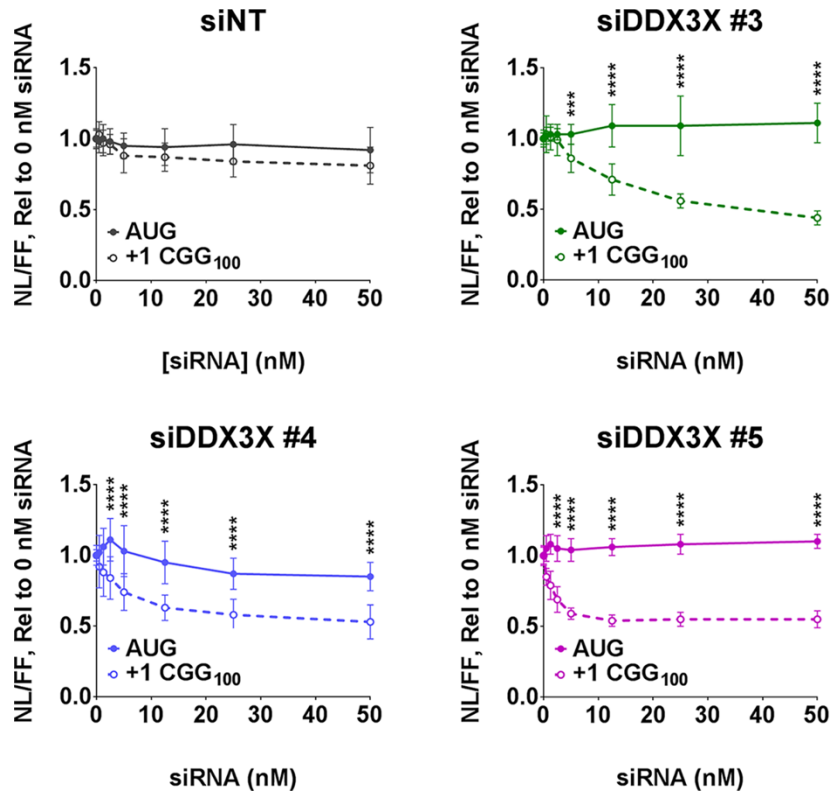 siNT
NL/FF, Rel to 0 nM siRNA
1.5
1.0
0.5
0.0
AUG
+1 CGG₁₀₀
0 10 20 30 40 50
[siRNA] (nM)
siDDX3X #3
NL/FF, Rel to 0 nM siRNA
1.5
1.0
0.5
0.0
*** **** **** ****
AUG
+1 CGG₁₀₀
0 10 20 30 40 50
siRNA (nM)
siDDX3X #4
NL/FF, Rel to 0 nM siRNA
1.5
1.0
0.5
0.0
**** **** **** **** ****
AUG
+1 CGG₁₀₀
0 10 20 30 40 50
siRNA (nM)
siDDX3X #5
NL/FF, Rel to 0 nM siRNA
1.5
1.0
0.5
0.0
**** **** **** **** ****
AUG
+1 CGG₁₀₀
0 10 20 30 40 50
siRNA (nM)